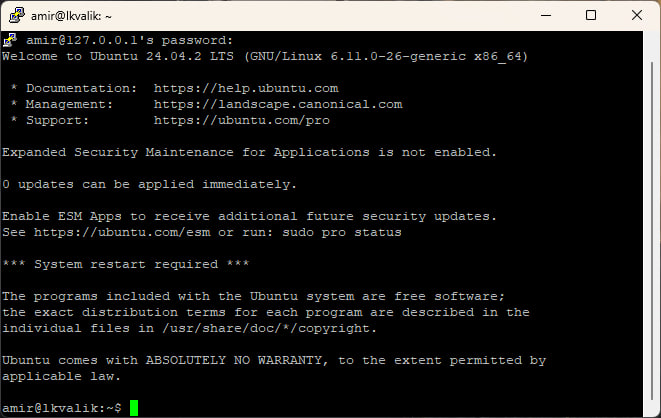 amir@lkvalik: ~
amir@127.0.0.1's password:
Welcome to Ubuntu 24.04.2 LTS (GNU/Linux 6.11.0-26-generic x86_64)
* Documentation:  https://help.ubuntu.com
* Management:     https://landscape.canonical.com
* Support:        https://ubuntu.com/pro
Expanded Security Maintenance for Applications is not enabled.
0 updates can be applied immediately.
Enable ESM Apps to receive additional future security updates.
See https://ubuntu.com/esm or run: sudo pro status
*** System restart required ***
The programs included with the Ubuntu system are free software;
the exact distribution terms for each program are described in the
individual files in /usr/share/doc/*/copyright.
Ubuntu comes with ABSOLUTELY NO WARRANTY, to the extent permitted by
applicable law.
amir@lkvalik:~$